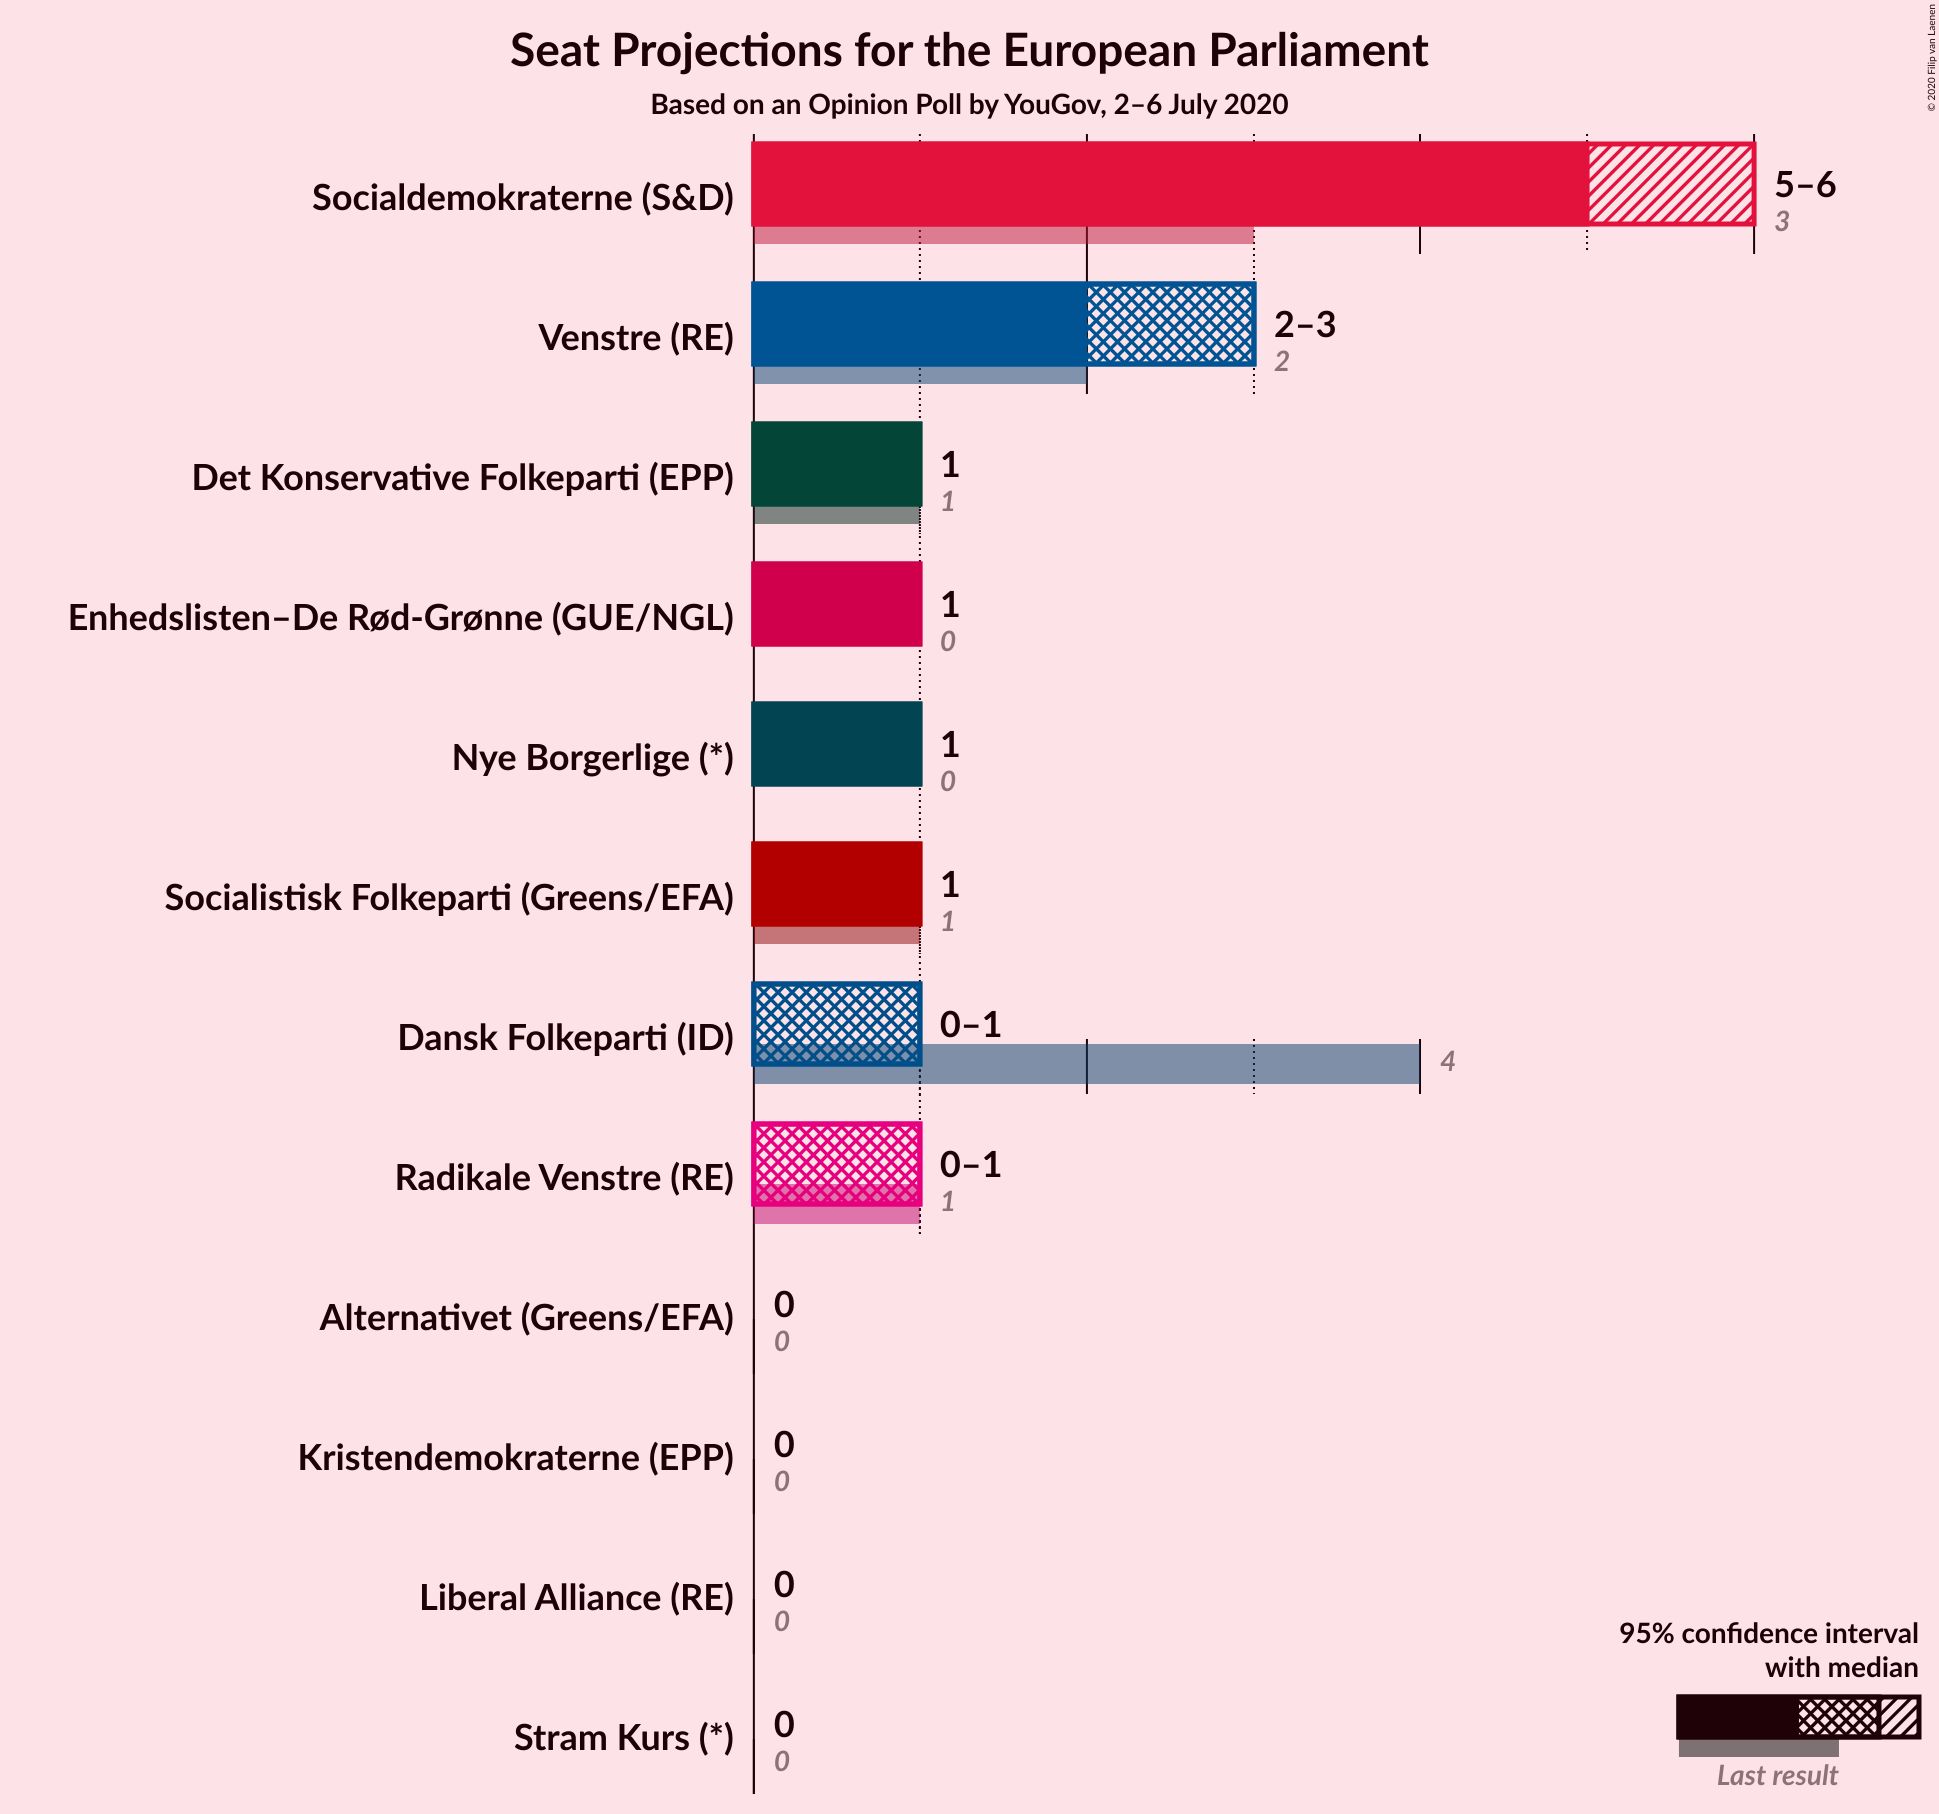 Seat Projections for the European Parliament
Based on an Opinion Poll by YouGov, 2–6 July 2020
© 2020 Filip van Laenen
Socialdemokraterne (S&D)
5–6
3
Venstre (RE)
2–3
2
Det Konservative Folkeparti (EPP)
1
1
Enhedslisten–De Rød-Grønne (GUE/NGL)
1
0
Nye Borgerlige (*)
1
0
Socialistisk Folkeparti (Greens/EFA)
1
1
Dansk Folkeparti (ID)
0–1
4
Radikale Venstre (RE)
0–1
1
Alternativet (Greens/EFA)
0
0
Kristendemokraterne (EPP)
0
0
Liberal Alliance (RE)
0
0
Stram Kurs (*)
0
0
95% confidence interval
with median
Last result